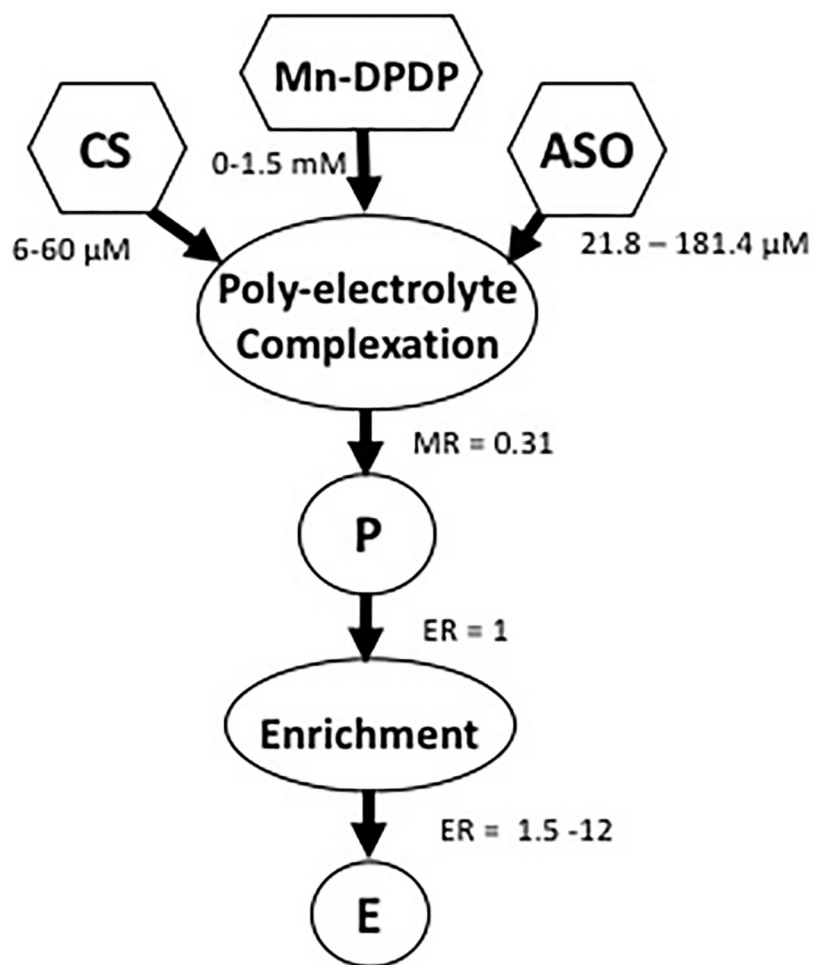 Mn-DPDP
CS
ASO
0-1.5 mM
6-60 µM
21.8 – 181.4 µM
Poly-electrolyte
Complexation
MR = 0.31
P
ER = 1
Enrichment
ER = 1.5 -12
E